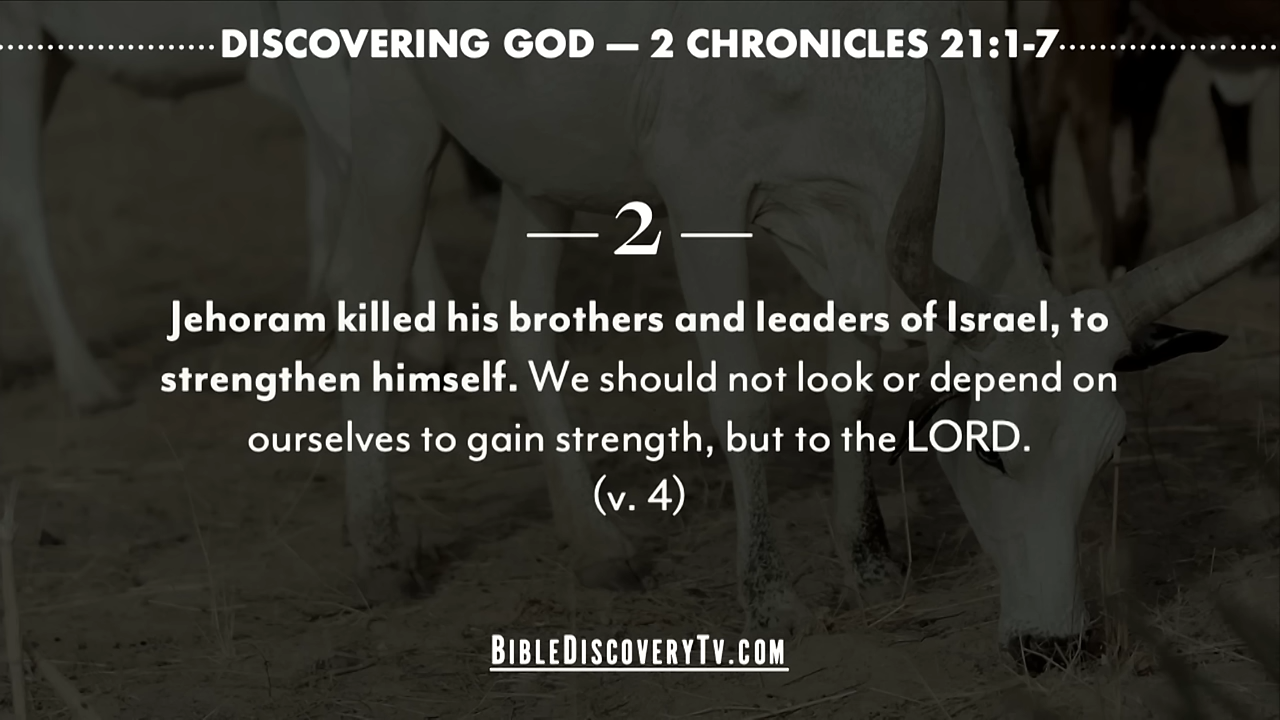 DISCOVERING GOD — 2 CHRONICLES 21:1-7
— 2 —
Jehoram killed his brothers and leaders of Israel, to
strengthen himself. We should not look or depend on
ourselves to gain strength, but to the LORD.
(v. 4)
BIBLEDISCOVERYTV.COM